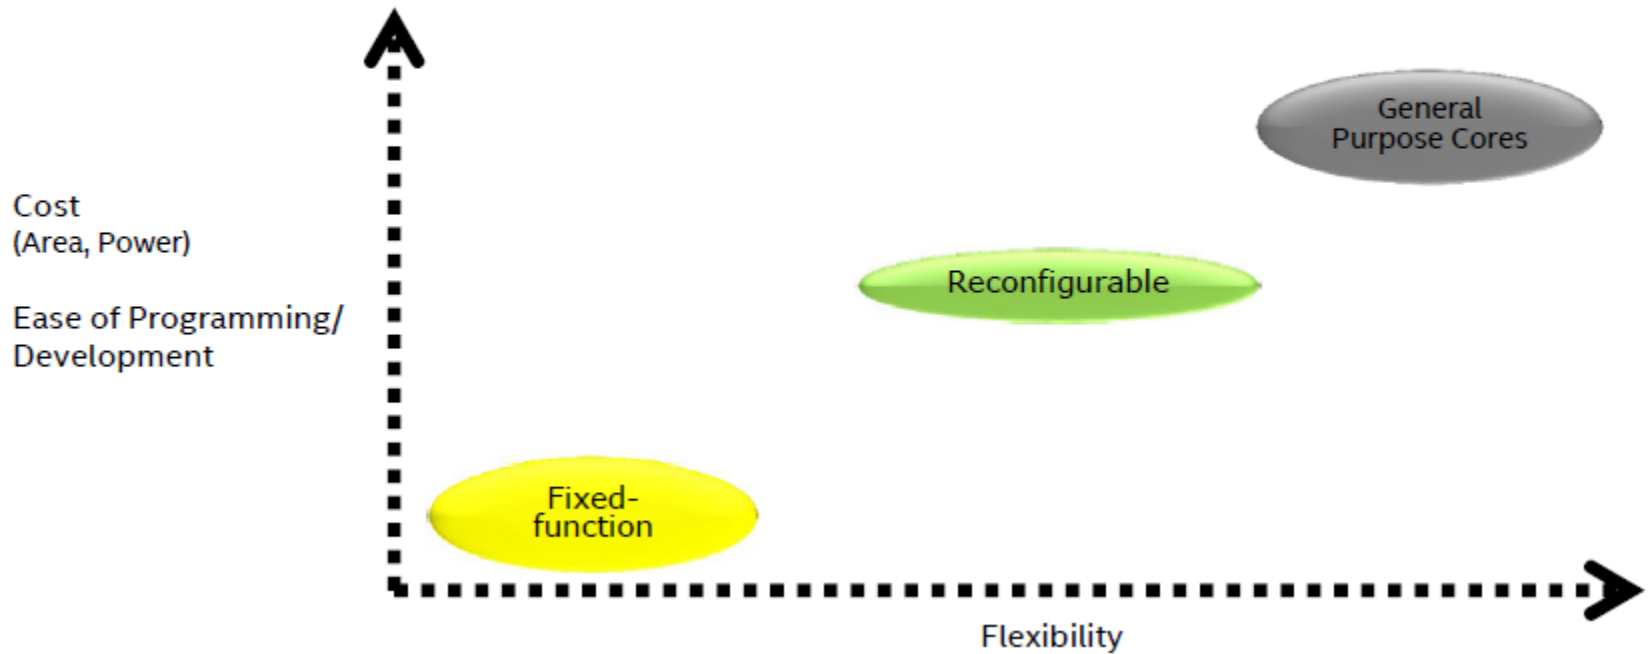 General
Purpose Cores
Cost
(Area, Power)
Reconfigurable
Ease of Programming/
Development
Fixed-
function
Flexibility